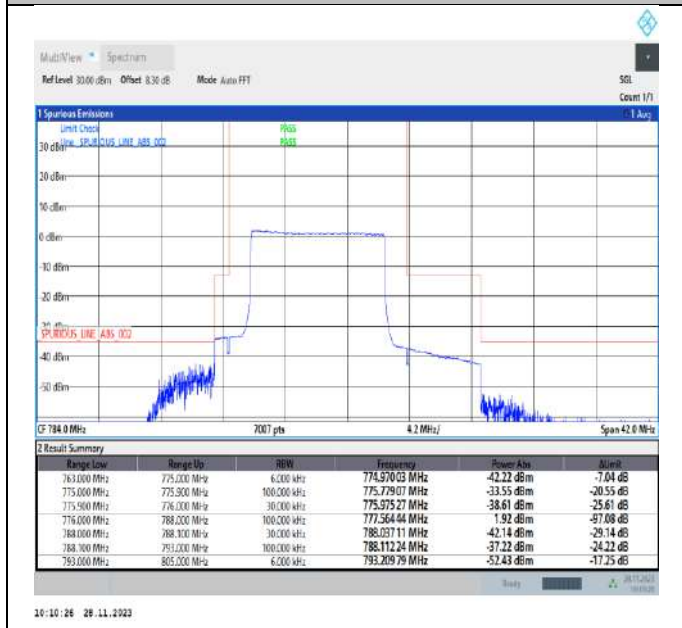 MultiView Spectrum
Ref Level 30.00 dBm Offset 8.30 dB Mode Auto FFT SGL
Count 1/1
1 Spurious Emissions 1 Avg
Limit Check PASS
30 dBm Line SPURIOUS_LINE_ABS_002 PASS
20 dBm
10 dBm
0 dBm
-10 dBm
-20 dBm
-30 dBm
SPURIOUS_LINE_ABS_002
-40 dBm
-50 dBm
CF 784.0 MHz 7007 pts 4.2 MHz/ Span 42.0 MHz
2 Result Summary
Range Low Range Up RBW Frequency Power Abs ΔLimit
763.000 MHz 775.000 MHz 6.000 kHz 774.97003 MHz -42.22 dBm -7.04 dB
775.000 MHz 775.900 MHz 100.000 kHz 775.77907 MHz -33.55 dBm -20.55 dB
775.900 MHz 776.000 MHz 30.000 kHz 775.97527 MHz -38.61 dBm -25.61 dB
776.000 MHz 788.000 MHz 100.000 kHz 777.56444 MHz 1.92 dBm -97.08 dB
788.000 MHz 788.100 MHz 30.000 kHz 788.03711 MHz -42.14 dBm -29.14 dB
788.100 MHz 793.000 MHz 100.000 kHz 788.11224 MHz -37.22 dBm -24.22 dB
793.000 MHz 805.000 MHz 6.000 kHz 793.20979 MHz -52.43 dBm -17.25 dB
Ready 28.11.2023
10:10:26 28.11.2023